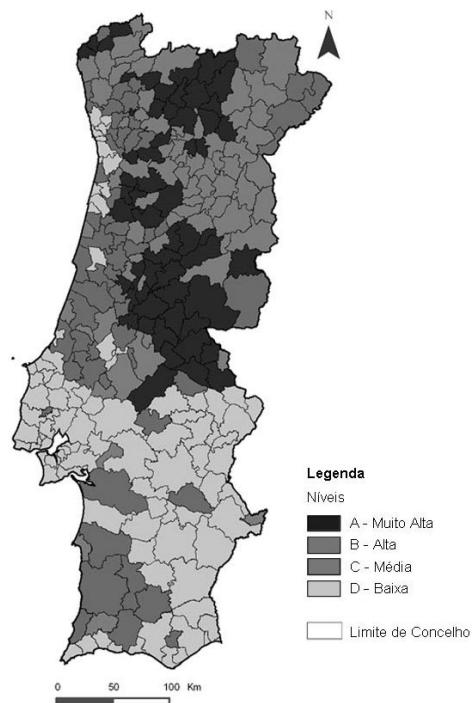 N
Legenda
Níveis
A - Muito Alta
B - Alta
C - Média
D - Baixa
Limite de Concelho
0 50 100 Km